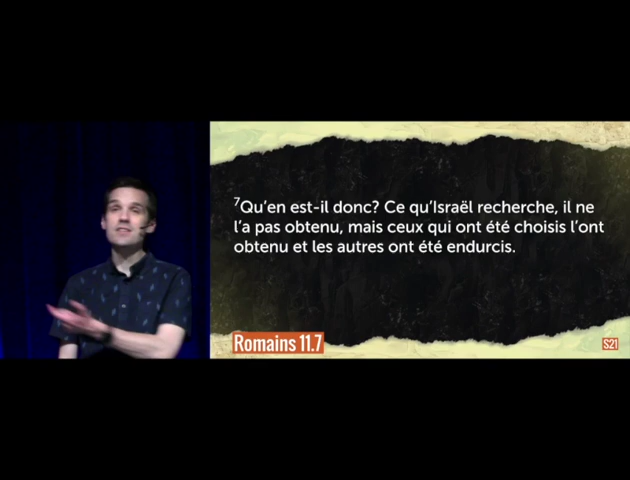 ⁷Qu'en est-il donc? Ce qu'Israël recherche, il ne
l'a pas obtenu, mais ceux qui ont été choisis l'ont
obtenu et les autres ont été endurcis.
Romains 11.7
S21